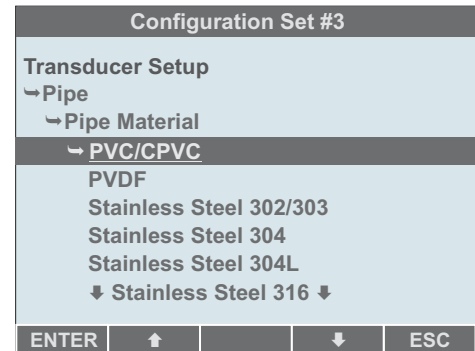 Configuration Set #3
Transducer Setup
➥Pipe
➥Pipe Material
➥ PVC/CPVC
PVDF
Stainless Steel 302/303
Stainless Steel 304
Stainless Steel 304L
⬇ Stainless Steel 316 ⬇
ENTER ⬆ ⬇ ESC